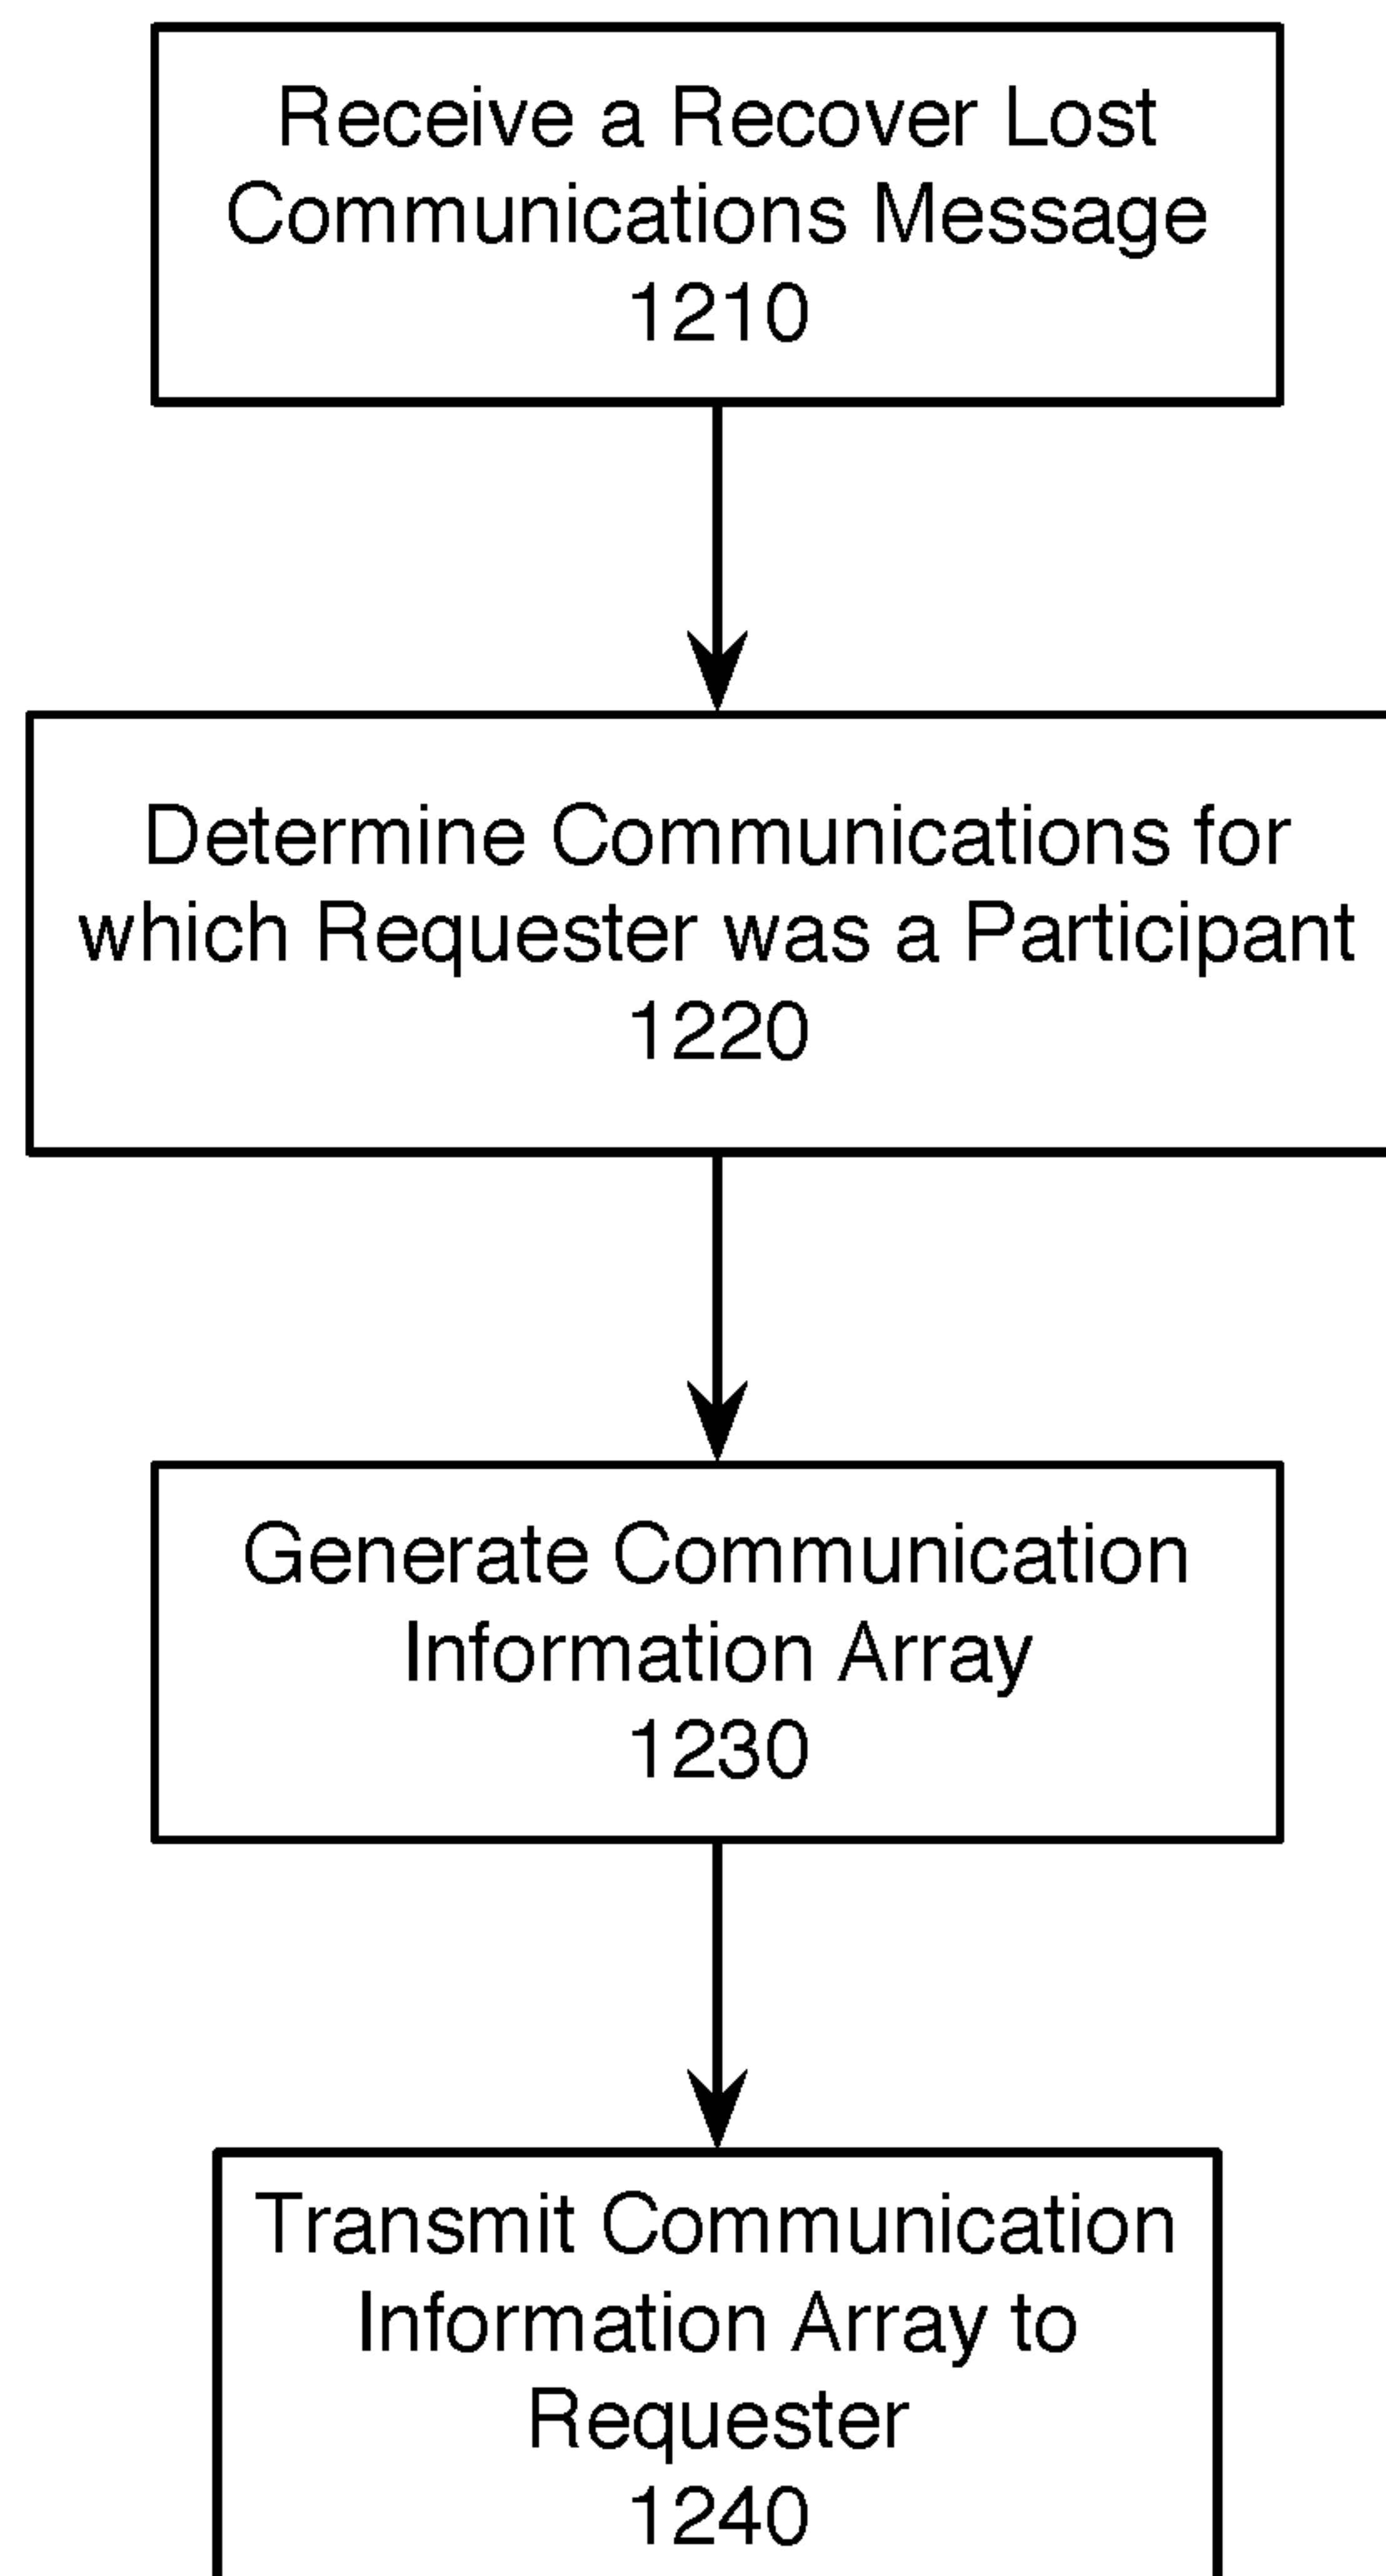 Receive a Recover Lost
Communications Message
1210
Determine Communications for
which Requester was a Participant
1220
Generate Communication
Information Array
1230
Transmit Communication
Information Array to
Requester
1240